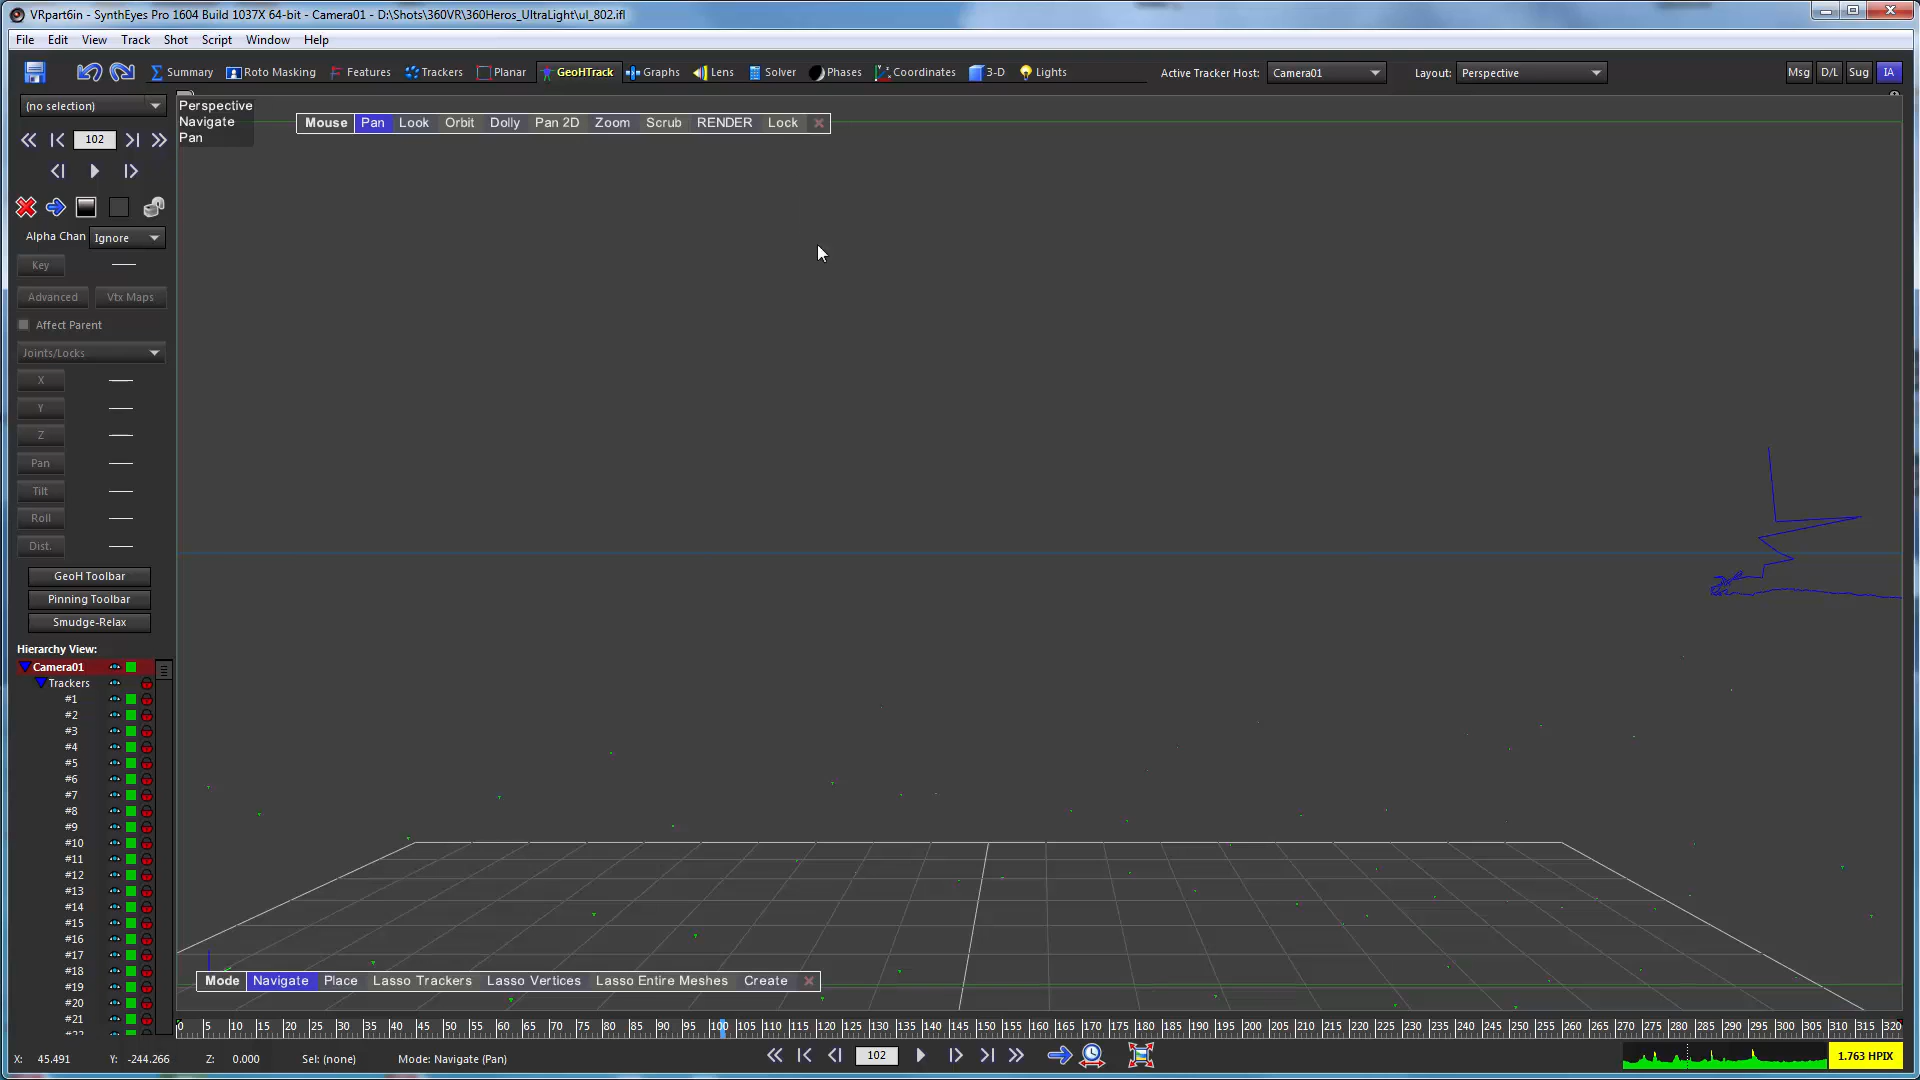 VRpart6in - SynthEyes Pro 1604 Build 1037X 64-bit - Camera01 - D:\Shots\360VR\360Heros_UltraLight\ul_802.ifl
File Edit View Track Shot Script Window Help
Summary Roto Masking Features Trackers Planar GeoHTrack Graphs Lens Solver Phases Coordinates 3-D Lights Active Tracker Host: Camera01 Layout: Perspective Msg D/L Sug IA
(no selection)
Perspective
Navigate
Pan
Mouse Pan Look Orbit Dolly Pan 2D Zoom Scrub RENDER Lock
102
Alpha Chan Ignore
Key
Advanced Vtx Maps
Affect Parent
Joints/Locks
X
Y
Z
Pan
Tilt
Roll
Dist.
GeoH Toolbar
Pinning Toolbar
Smudge-Relax
Hierarchy View:
Camera01
Trackers
#1
#2
#3
#4
#5
#6
#7
#8
#9
#10
#11
#12
#13
#14
#15
#16
#17
#18
#19
#20
#21
Mode Navigate Place Lasso Trackers Lasso Vertices Lasso Entire Meshes Create
0 5 10 15 20 25 30 35 40 45 50 55 60 65 70 75 80 85 90 95 100 105 110 115 120 125 130 135 140 145 150 155 160 165 170 175 180 185 190 195 200 205 210 215 220 225 230 235 240 245 250 255 260 265 270 275 280 285 290 295 300 305 310 315 320
X: 45.491 Y: -244.266 Z: 0.000 Sel: (none) Mode: Navigate (Pan) 102 1.763 HPIX